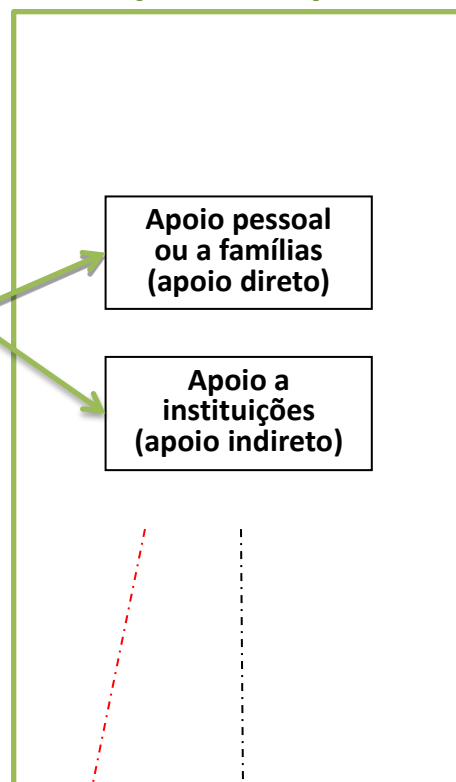 Apoio pessoal
ou a famílias
(apoio direto)
Apoio a
instituições
(apoio indireto)